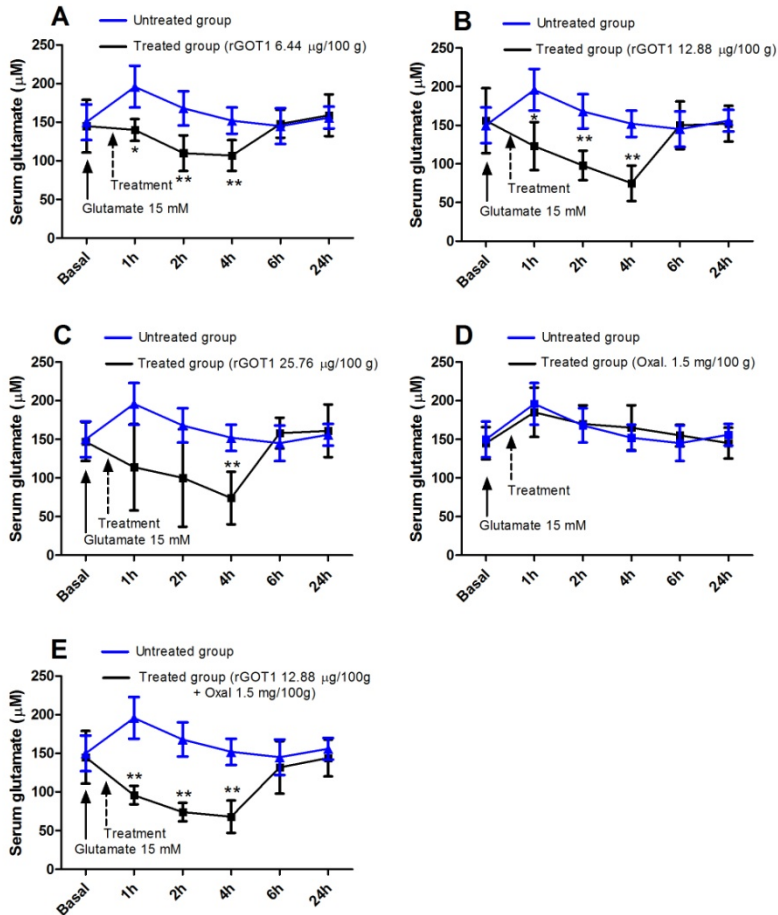 A
Untreated group
Treated group (rGOT1 6.44 μg/100 g)
Serum glutamate (μM)
250
200
150
100
50
0
*
**
**
Treatment
Glutamate 15 mM
Basal
1h
2h
4h
6h
24h
B
Untreated group
Treated group (rGOT1 12.88 μg/100 g)
Serum glutamate (μM)
250
200
150
100
50
0
*
**
**
Treatment
Glutamate 15 mM
Basal
1h
2h
4h
6h
24h
C
Untreated group
Treated group (rGOT1 25.76 μg/100 g)
Serum glutamate (μM)
250
200
150
100
50
0
**
Treatment
Glutamate 15 mM
Basal
1h
2h
4h
6h
24h
D
Untreated group
Treated group (Oxal. 1.5 mg/100 g)
Serum glutamate (μM)
250
200
150
100
50
0
Treatment
Glutamate 15 mM
Basal
1h
2h
4h
6h
24h
E
Untreated group
Treated group (rGOT1 12.88 μg/100g
+ Oxal 1.5 mg/100g)
Serum glutamate (μM)
250
200
150
100
50
0
**
**
**
Treatment
Glutamate 15 mM
Basal
1h
2h
4h
6h
24h